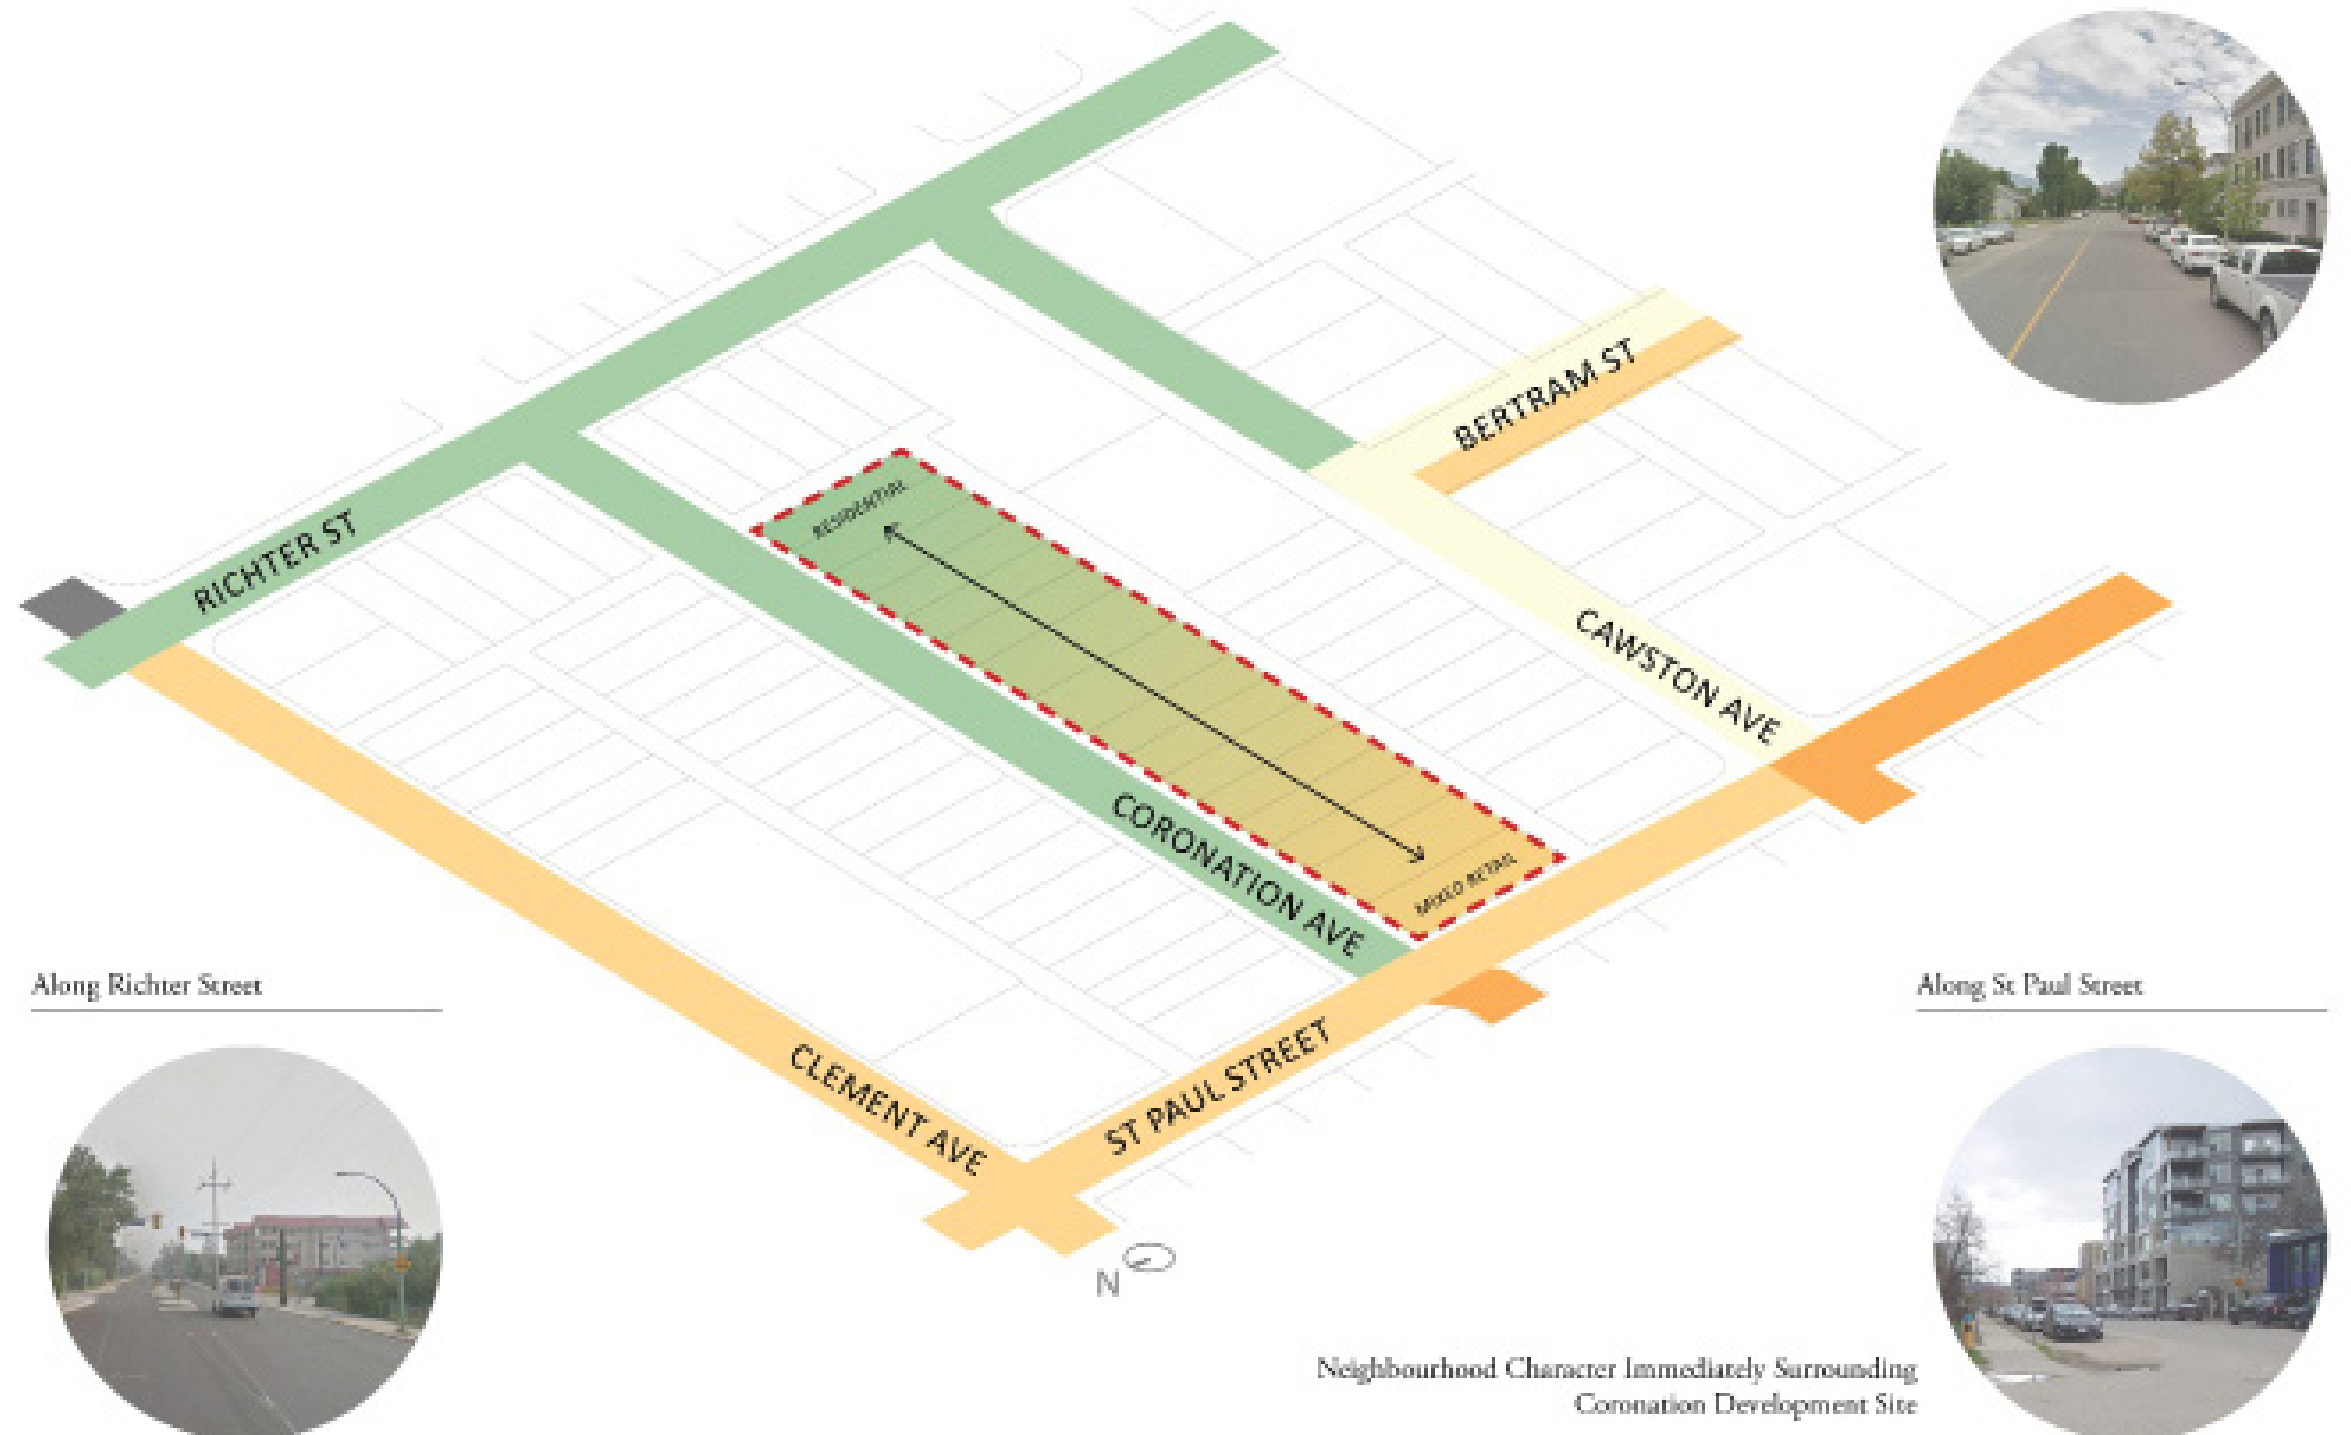 BERTRAM ST
RESIDENTIAL
RICHTER ST
CAWSTON AVE
CORONATION AVE
MIXED RETAIL
Along Richter Street
Along St Paul Street
CLEMENT AVE
ST PAUL STREET
N
Neighbourhood Character Immediately Surrounding
Coronation Development Site